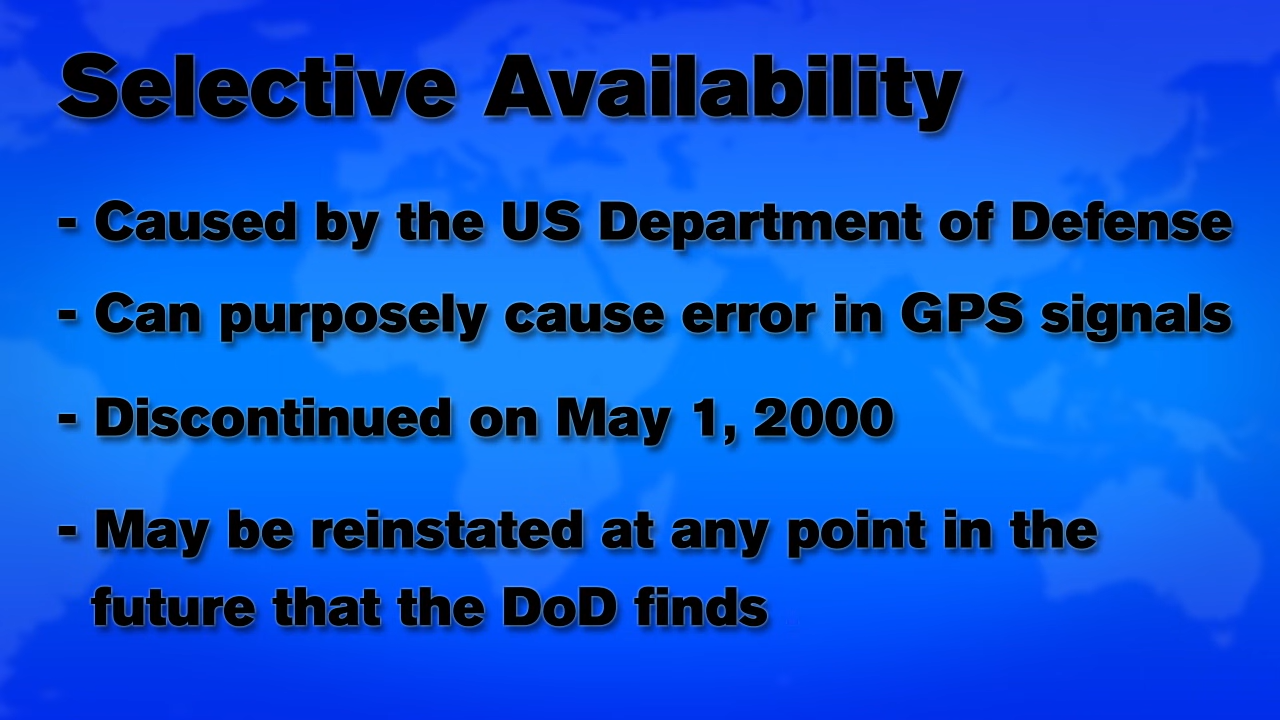 Selective Availability
- Caused by the US Department of Defense
- Can purposely cause error in GPS signals
- Discontinued on May 1, 2000
- May be reinstated at any point in the
future that the DoD finds